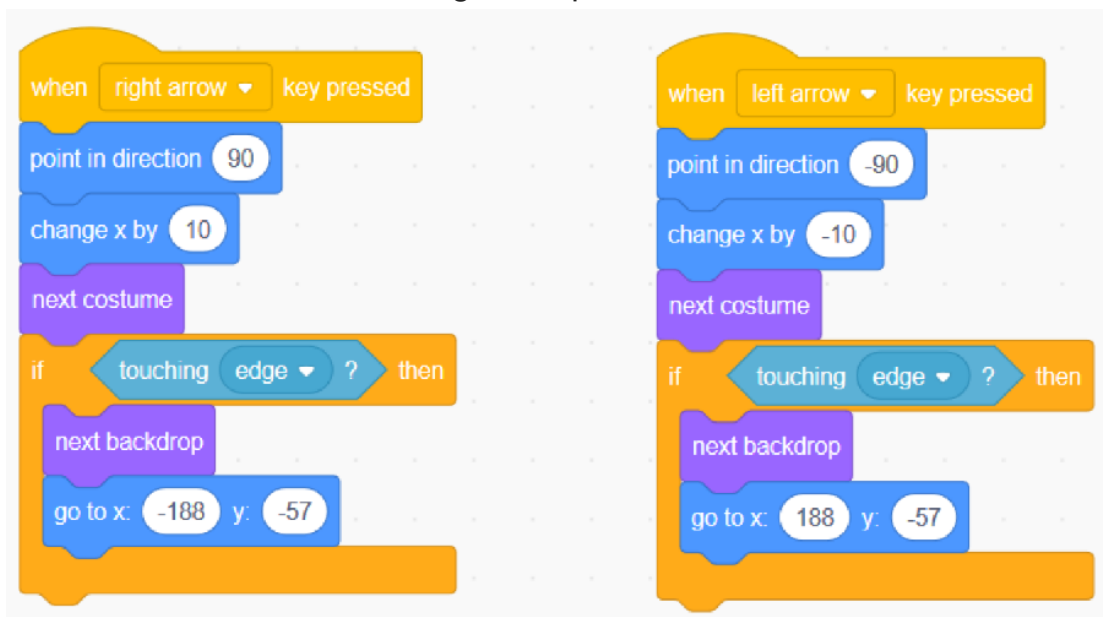 when right arrow key pressed
point in direction 90
change x by 10
next costume
if touching edge ? then
next backdrop
go to x: -188 y: -57
when left arrow key pressed
point in direction -90
change x by -10
next costume
if touching edge ? then
next backdrop
go to x: 188 y: -57